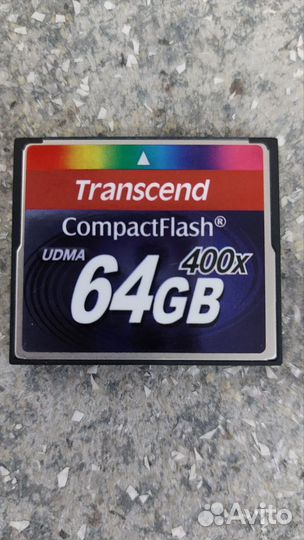 Transcend
CompactFlash®
UDMA
400x
64GB
Avito